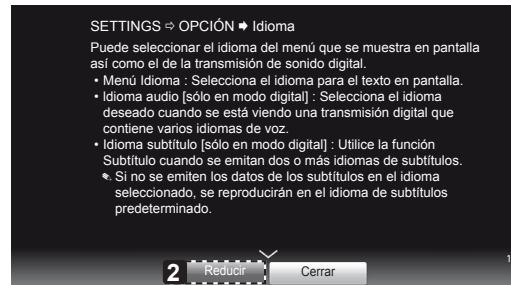 SETTINGS ⇨ OPCIÓN ➧ Idioma
Puede seleccionar el idioma del menú que se muestra en pantalla
así como el de la transmisión de sonido digital.
• Menú Idioma : Selecciona el idioma para el texto en pantalla.
• Idioma audio [sólo en modo digital] : Selecciona el idioma
deseado cuando se está viendo una transmisión digital que
contiene varios idiomas de voz.
• Idioma subtítulo [sólo en modo digital] : Utilice la función
Subtítulo cuando se emitan dos o más idiomas de subtítulos.
✎ Si no se emiten los datos de los subtítulos en el idioma
seleccionado, se reproducirán en el idioma de subtítulos
predeterminado.
1
2 Reducir Cerrar